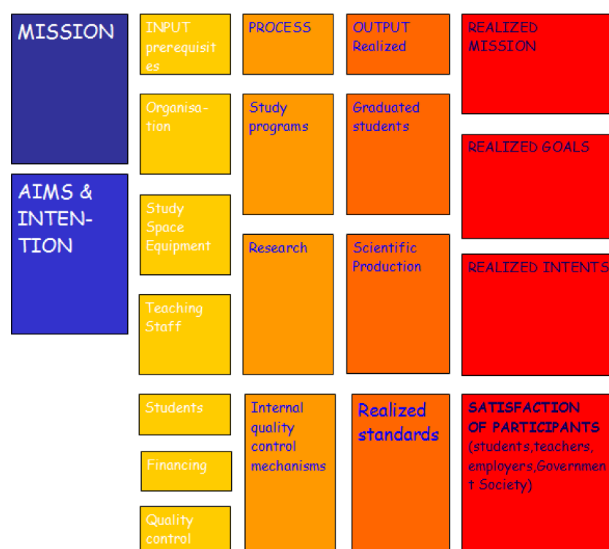 MISSION
AIMS &
INTEN-
TION
INPUT
prerequisit
es
Organisa-
tion
Study
Space
Equipment
Teaching
Staff
Students
Financing
Quality
control
PROCESS
Study
programs
Research
Internal
quality
control
mechanisms
OUTPUT
Realized
Graduated
students
Scientific
Production
Realized
standards
REALIZED
MISSION
REALIZED GOALS
REALIZED INTENTS
SATISFACTION
OF PARTICIPANTS
(students,teachers,
employers,Governmen
t Society)